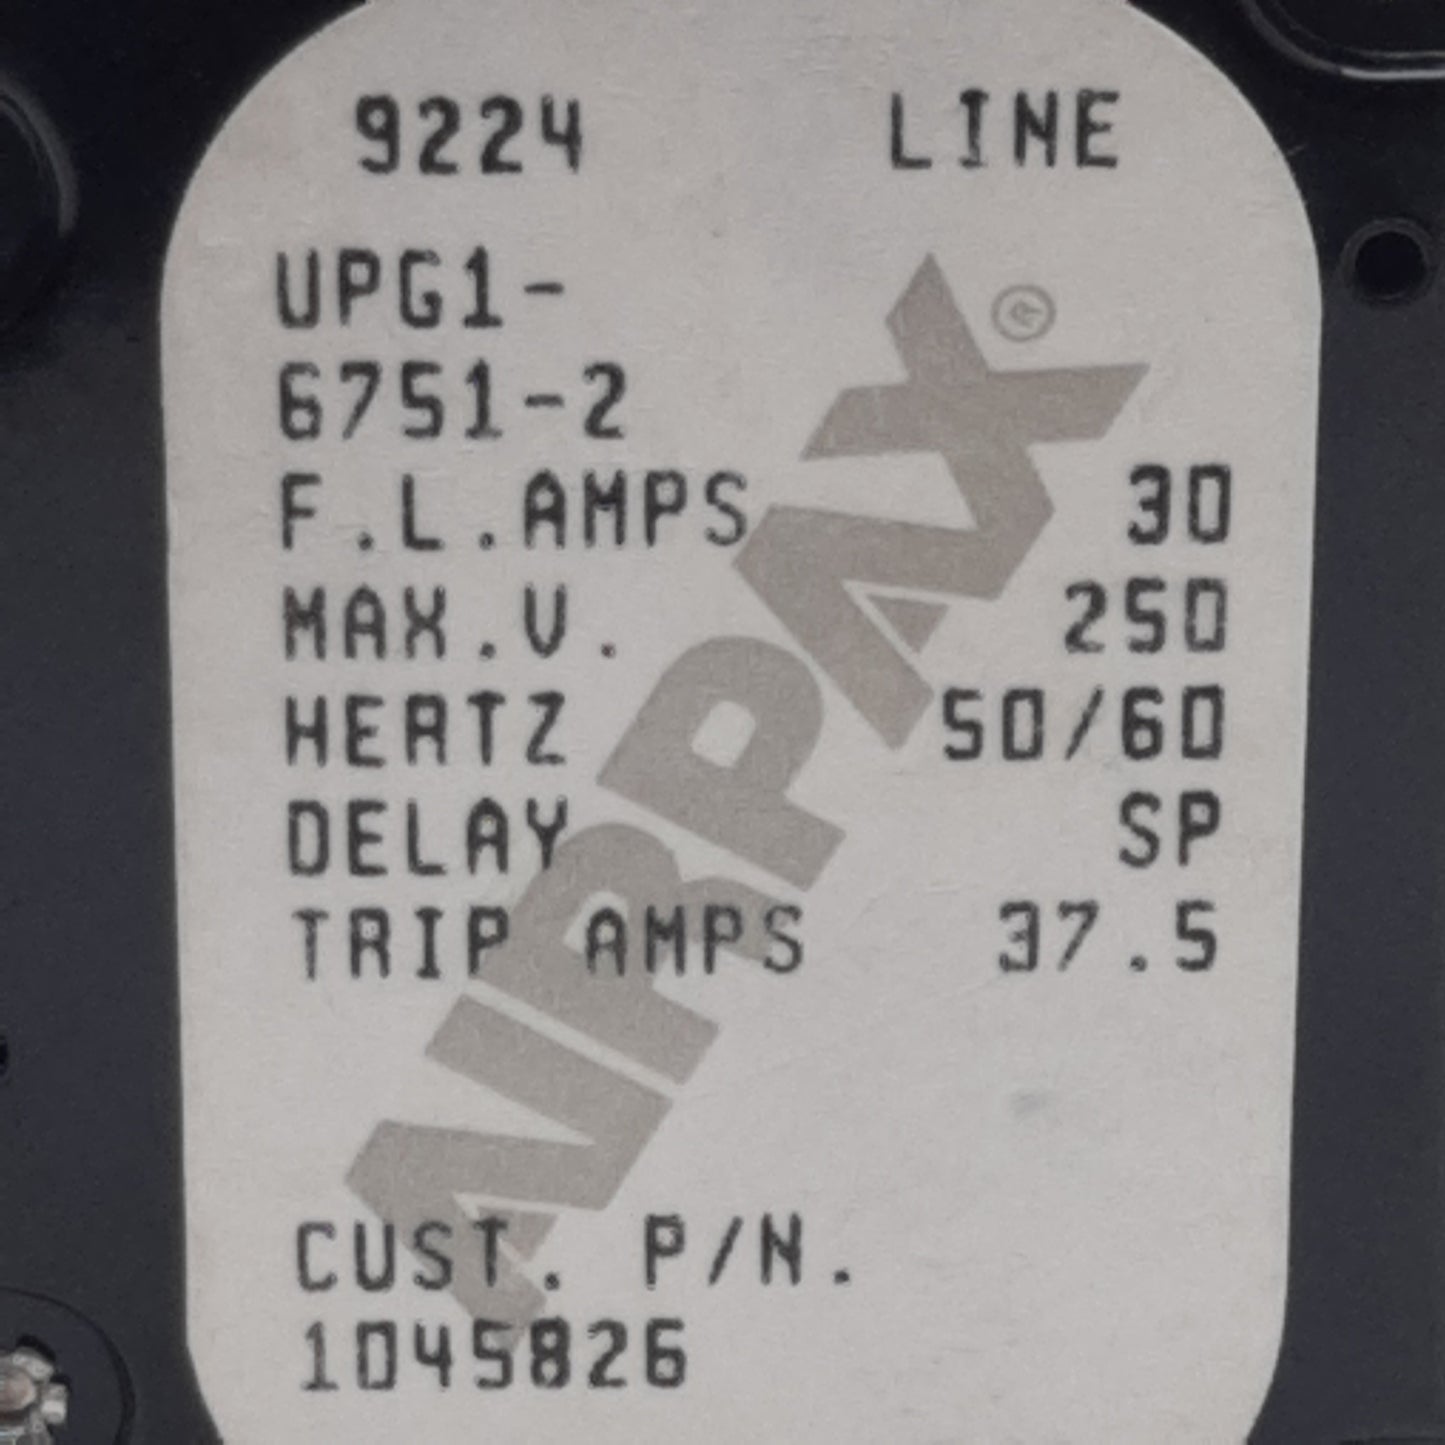 9224 LINE
UPG1-
6751-2
F.L.AMPS 30
MAX.V. 250
HERTZ 50/60
DELAY SP
TRIP AMPS 37.5
AIRPAX®
CUST. P/N.
1045826